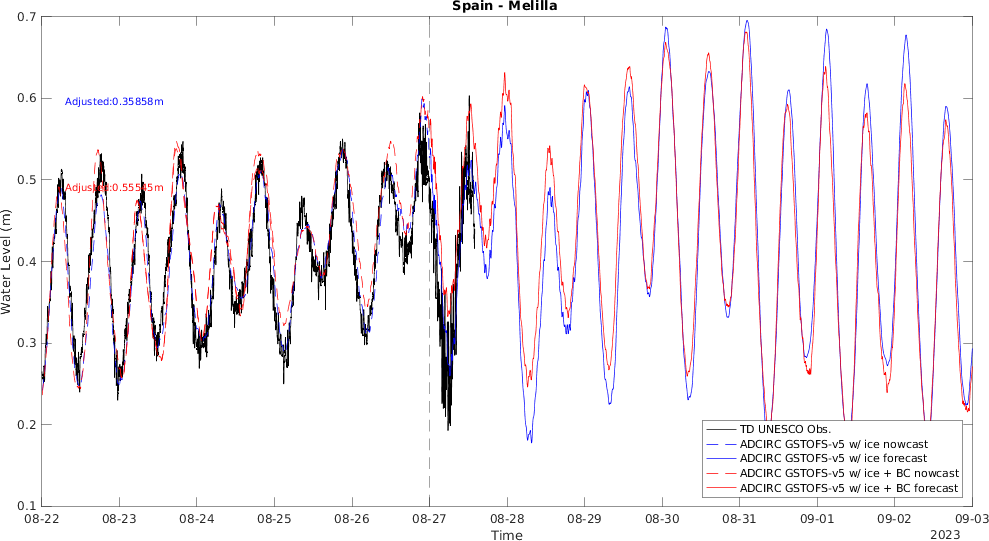 Spain - Melilla
0.7
0.6
0.5
0.4
0.3
0.2
0.1
Water Level (m)
Adjusted:0.35858m
Adjusted:0.55545m
TD UNESCO Obs.
ADCIRC GSTOFS-v5 w/ ice nowcast
ADCIRC GSTOFS-v5 w/ ice forecast
ADCIRC GSTOFS-v5 w/ ice + BC nowcast
ADCIRC GSTOFS-v5 w/ ice + BC forecast
08-22 08-23 08-24 08-25 08-26 08-27 08-28 08-29 08-30 08-31 09-01 09-02 09-03
Time
2023